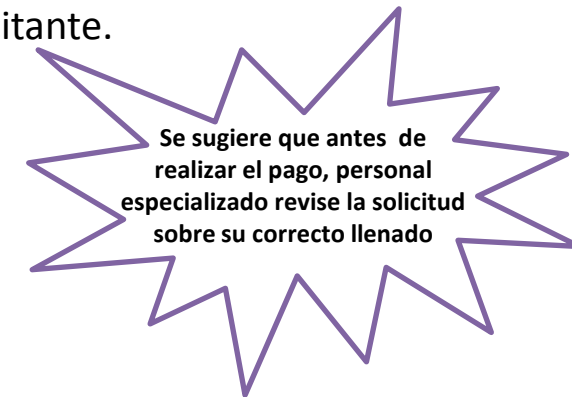 itante.
Se sugiere que antes de
realizar el pago, personal
especializado revise la solicitud
sobre su correcto llenado